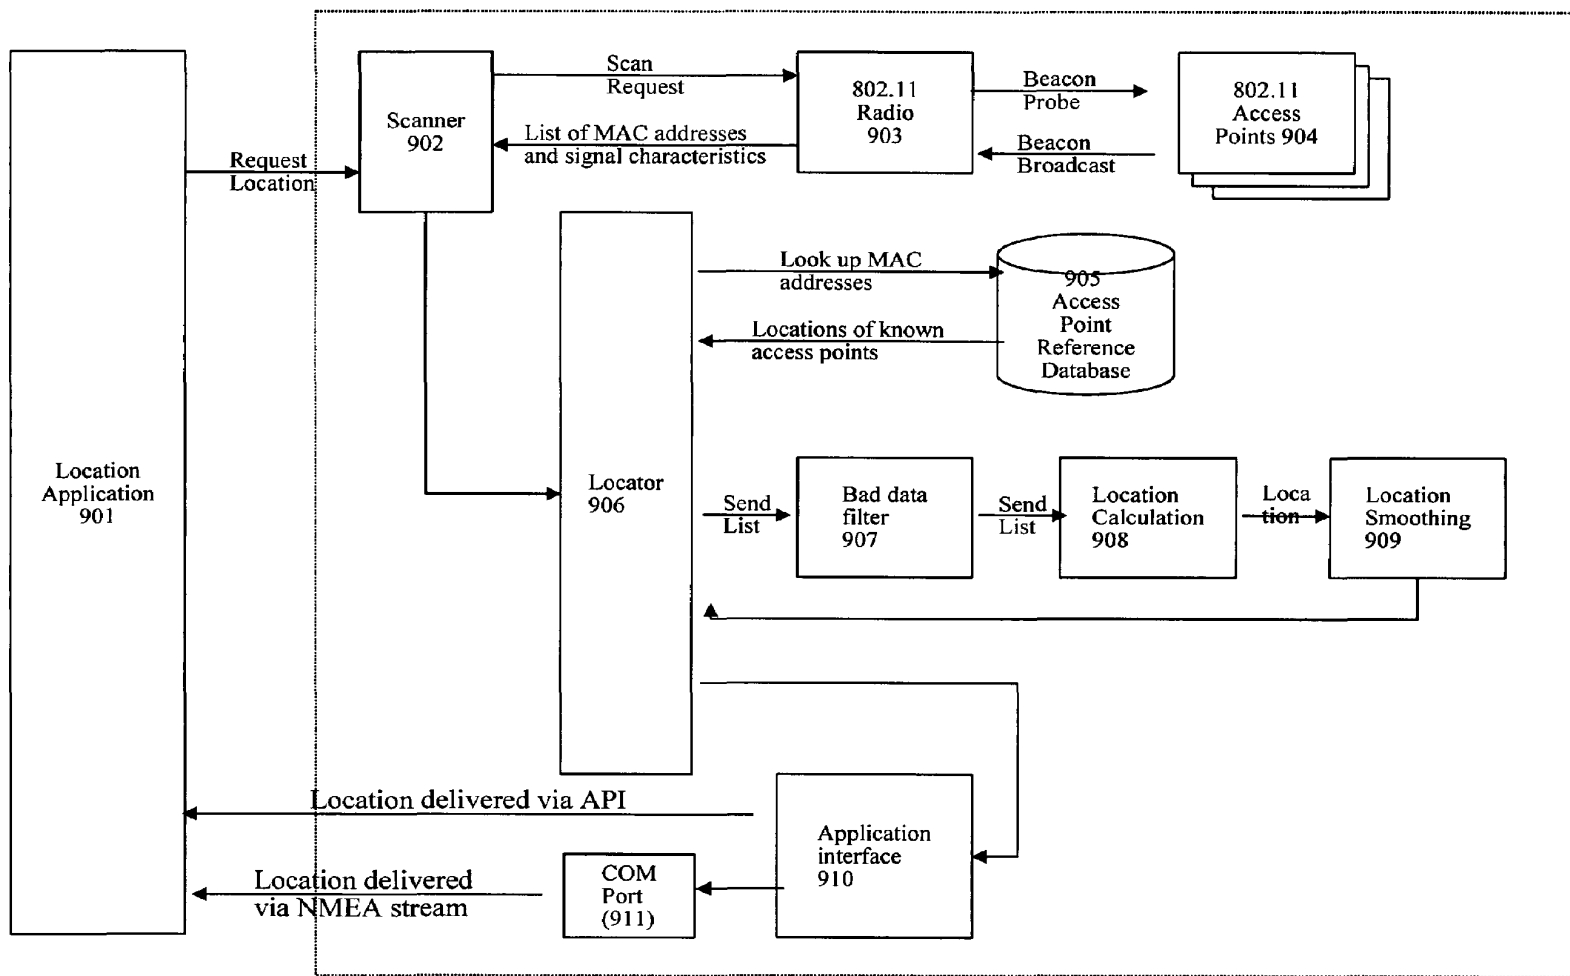 Scan
Request
802.11
Radio
903
Beacon
Probe
802.11
Access
Points 904
Scanner
902
List of MAC addresses
and signal characteristics
Beacon
Broadcast
Request
Location
Look up MAC
addresses
905
Access
Point
Reference
Database
Locations of known
access points
Location
Application
901
Locator
906
Send
List
Bad data
filter
907
Send
List
Location
Calculation
908
Loca
tion
Location
Smoothing
909
Location delivered via API
Application
interface
910
COM
Port
(911)
Location delivered
via NMEA stream